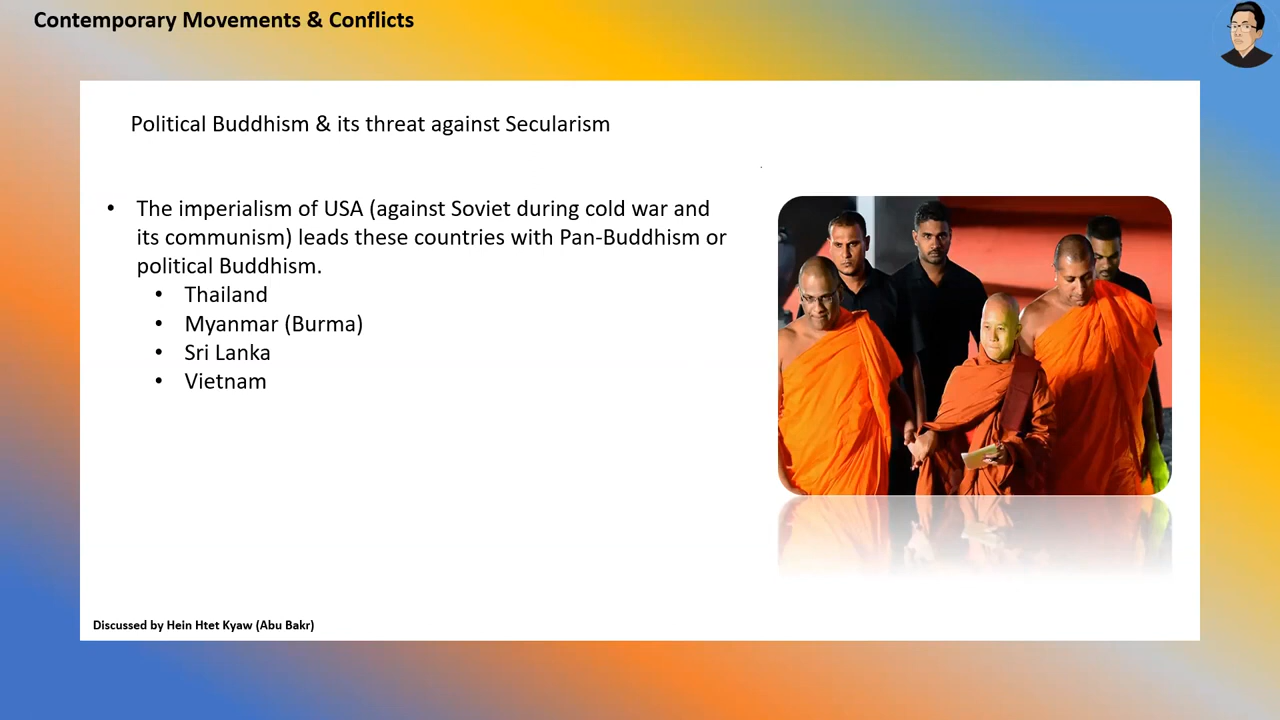 Contemporary Movements & Conflicts
Political Buddhism & its threat against Secularism
• The imperialism of USA (against Soviet during cold war and
its communism) leads these countries with Pan-Buddhism or
political Buddhism.
• Thailand
• Myanmar (Burma)
• Sri Lanka
• Vietnam
Discussed by Hein Htet Kyaw (Abu Bakr)